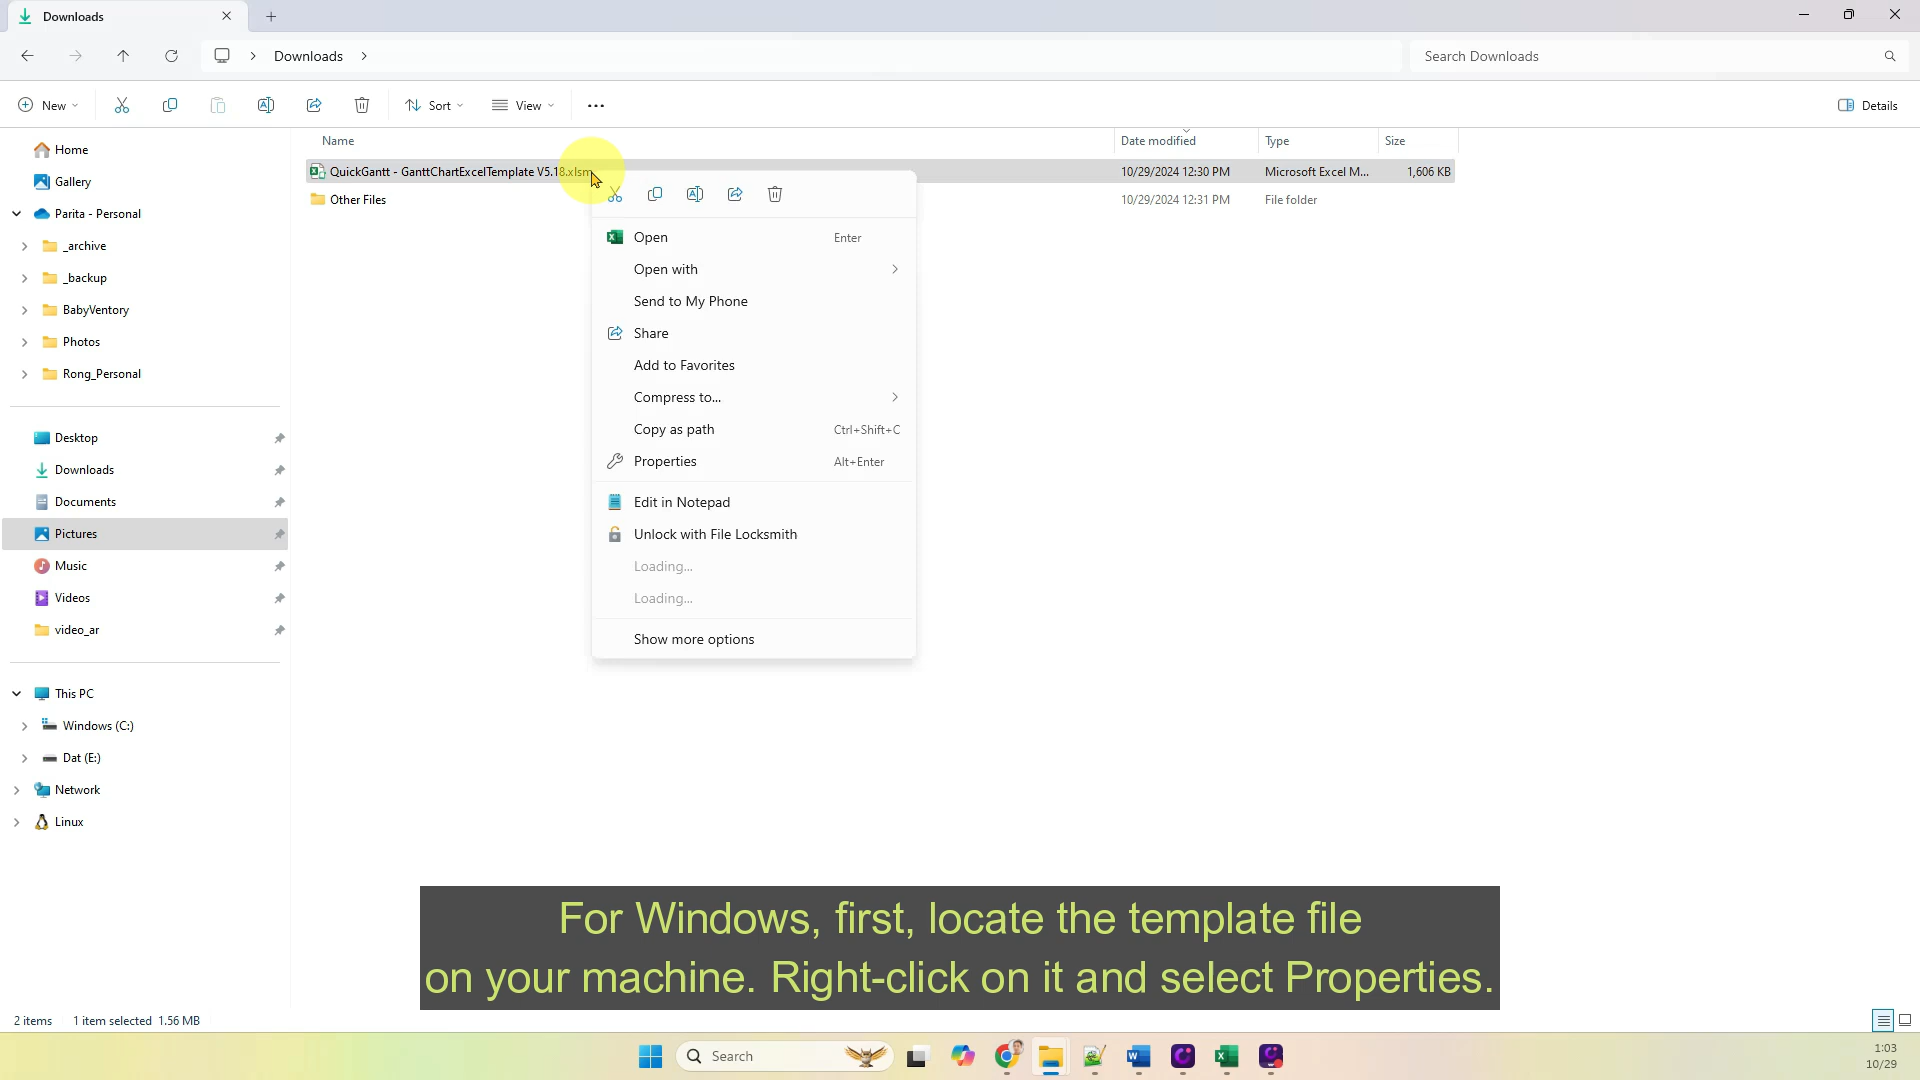 Downloads
Downloads
Search Downloads
New
Sort
View
Details
Name
Date modified
Type
Size
QuickGantt - GanttChartExcelTemplate V5.18.xlsm
10/29/2024 12:30 PM
Microsoft Excel M...
1,606 KB
Other Files
10/29/2024 12:31 PM
File folder
Home
Gallery
Parita - Personal
_archive
_backup
BabyVentory
Photos
Rong_Personal
Desktop
Downloads
Documents
Pictures
Music
Videos
video_ar
This PC
Windows (C:)
Dat (E:)
Network
Linux
Open Enter
Open with
Send to My Phone
Share
Add to Favorites
Compress to...
Copy as path Ctrl+Shift+C
Properties Alt+Enter
Edit in Notepad
Unlock with File Locksmith
Loading...
Loading...
Show more options
For Windows, first, locate the template file
on your machine. Right-click on it and select Properties.
2 items 1 item selected 1.56 MB
Search
1:03
10/29